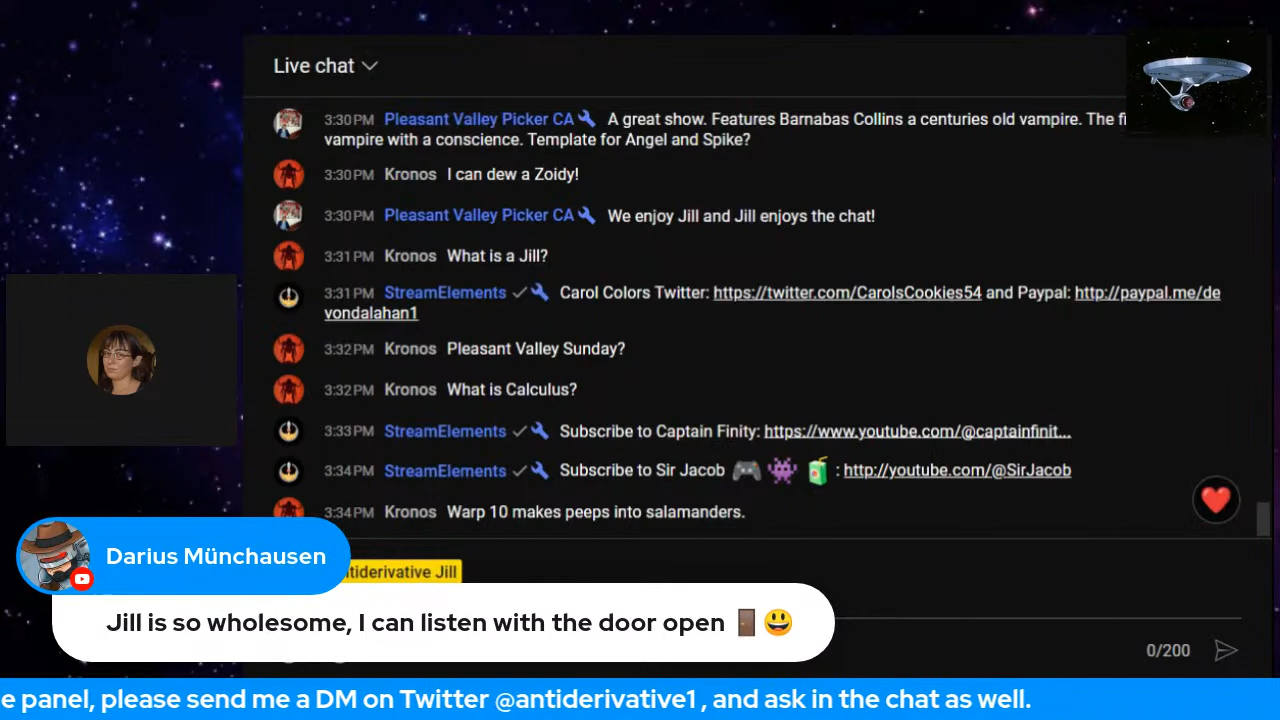 Live chat
3:30 PM Pleasant Valley Picker CA A great show. Features Barnabas Collins a centuries old vampire. The
vampire with a conscience. Template for Angel and Spike?
3:30 PM Kronos I can dew a Zoidy!
3:30 PM Pleasant Valley Picker CA We enjoy Jill and Jill enjoys the chat!
3:31 PM Kronos What is a Jill?
3:31 PM StreamElements Carol Colors Twitter: https://twitter.com/CarolsCookies54 and Paypal: http://paypal.me/de
vondalahan1
3:32 PM Kronos Pleasant Valley Sunday?
3:32 PM Kronos What is Calculus?
3:33 PM StreamElements Subscribe to Captain Finity: https://www.youtube.com/@captainfinit...
3:34 PM StreamElements Subscribe to Sir Jacob 🎮 👾 🧃 : http://youtube.com/@SirJacob
3:34 PM Kronos Warp 10 makes peeps into salamanders.
Darius Münchausen
ntiderivative Jill
Jill is so wholesome, I can listen with the door open 🚪😃
0/200
e panel, please send me a DM on Twitter @antiderivative1 , and ask in the chat as well.